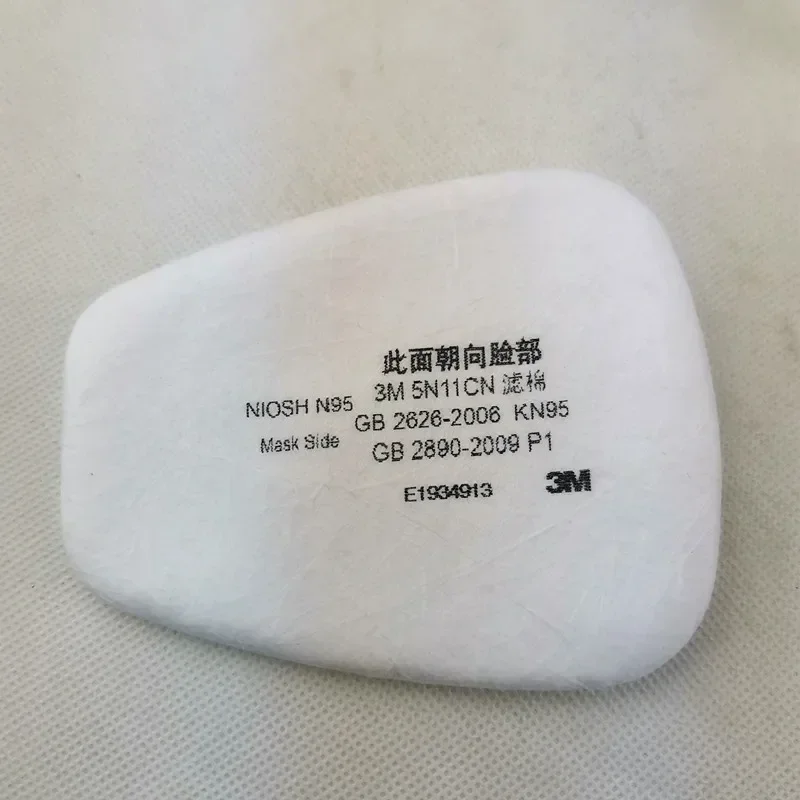 此面朝向脸部
NIOSH N95 3M 5N11CN 滤棉
GB 2626-2006 KN95
Mask Side GB 2890-2009 P1
E1934913 3M